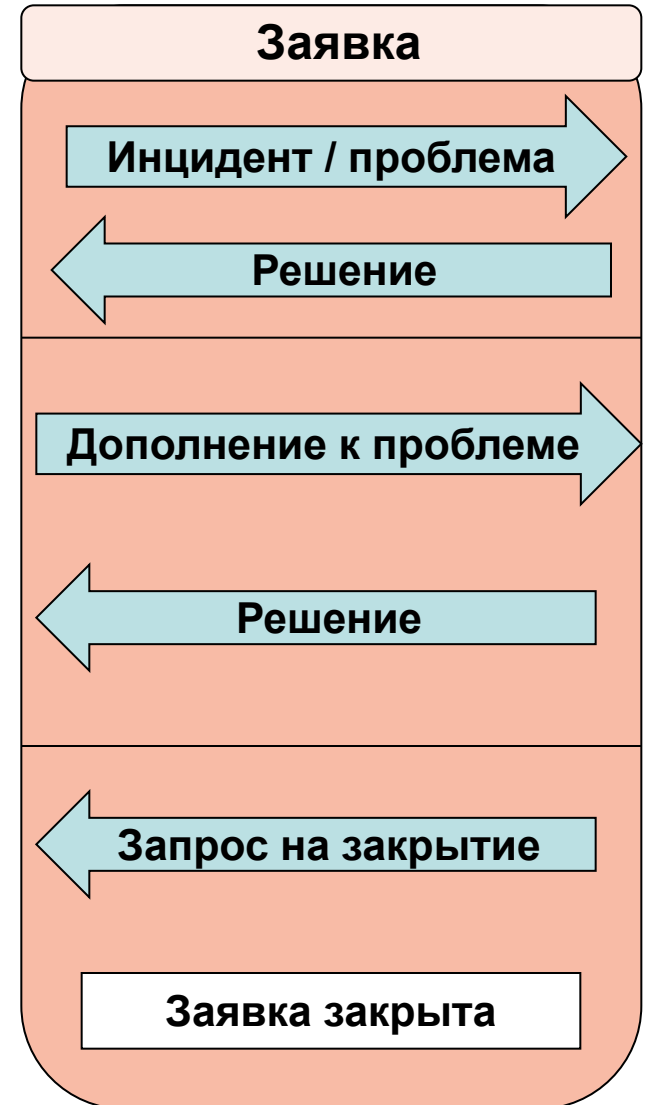 Заявка
Инцидент / проблема
Решение
Дополнение к проблеме
Решение
Запрос на закрытие
Заявка закрыта